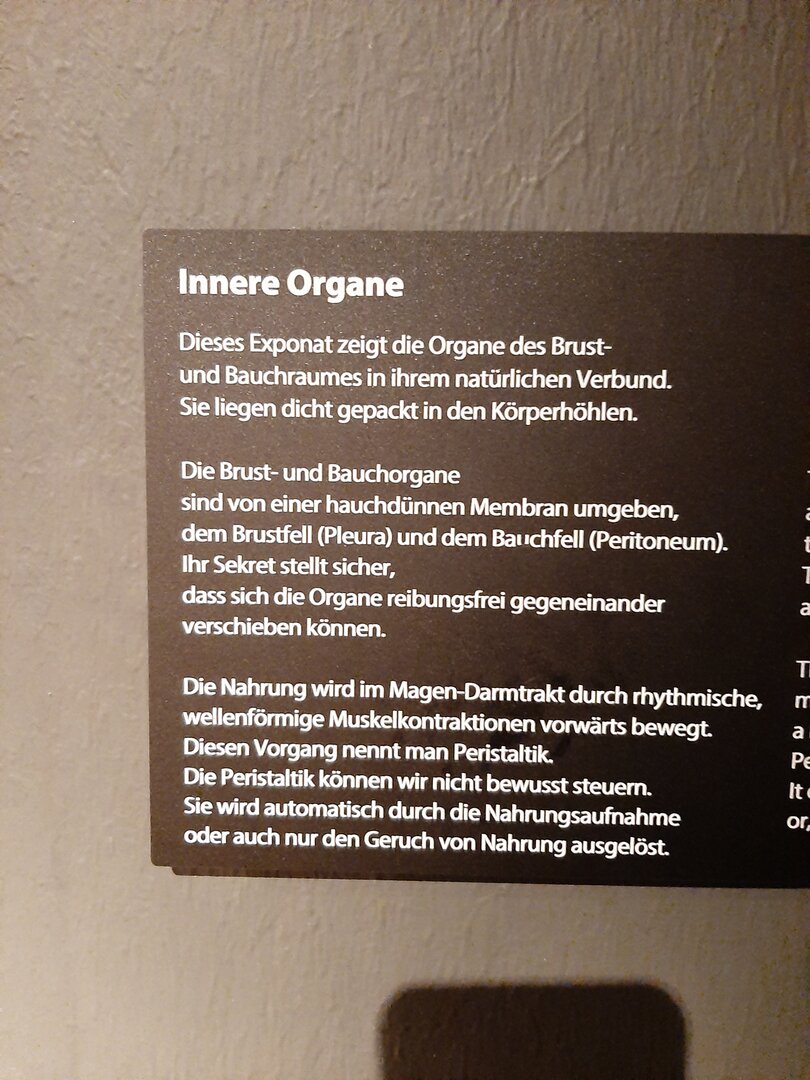 Innere Organe
Dieses Exponat zeigt die Organe des Brust-
und Bauchraumes in ihrem natürlichen Verbund.
Sie liegen dicht gepackt in den Körperhöhlen.
Die Brust- und Bauchorgane
sind von einer hauchdünnen Membran umgeben,
dem Brustfell (Pleura) und dem Bauchfell (Peritoneum).
Ihr Sekret stellt sicher,
dass sich die Organe reibungsfrei gegeneinander
verschieben können.
Die Nahrung wird im Magen-Darmtrakt durch rhythmische,
wellenförmige Muskelkontraktionen vorwärts bewegt.
Diesen Vorgang nennt man Peristaltik.
Die Peristaltik können wir nicht bewusst steuern.
Sie wird automatisch durch die Nahrungsaufnahme
oder auch nur den Geruch von Nahrung ausgelöst.
It
or,